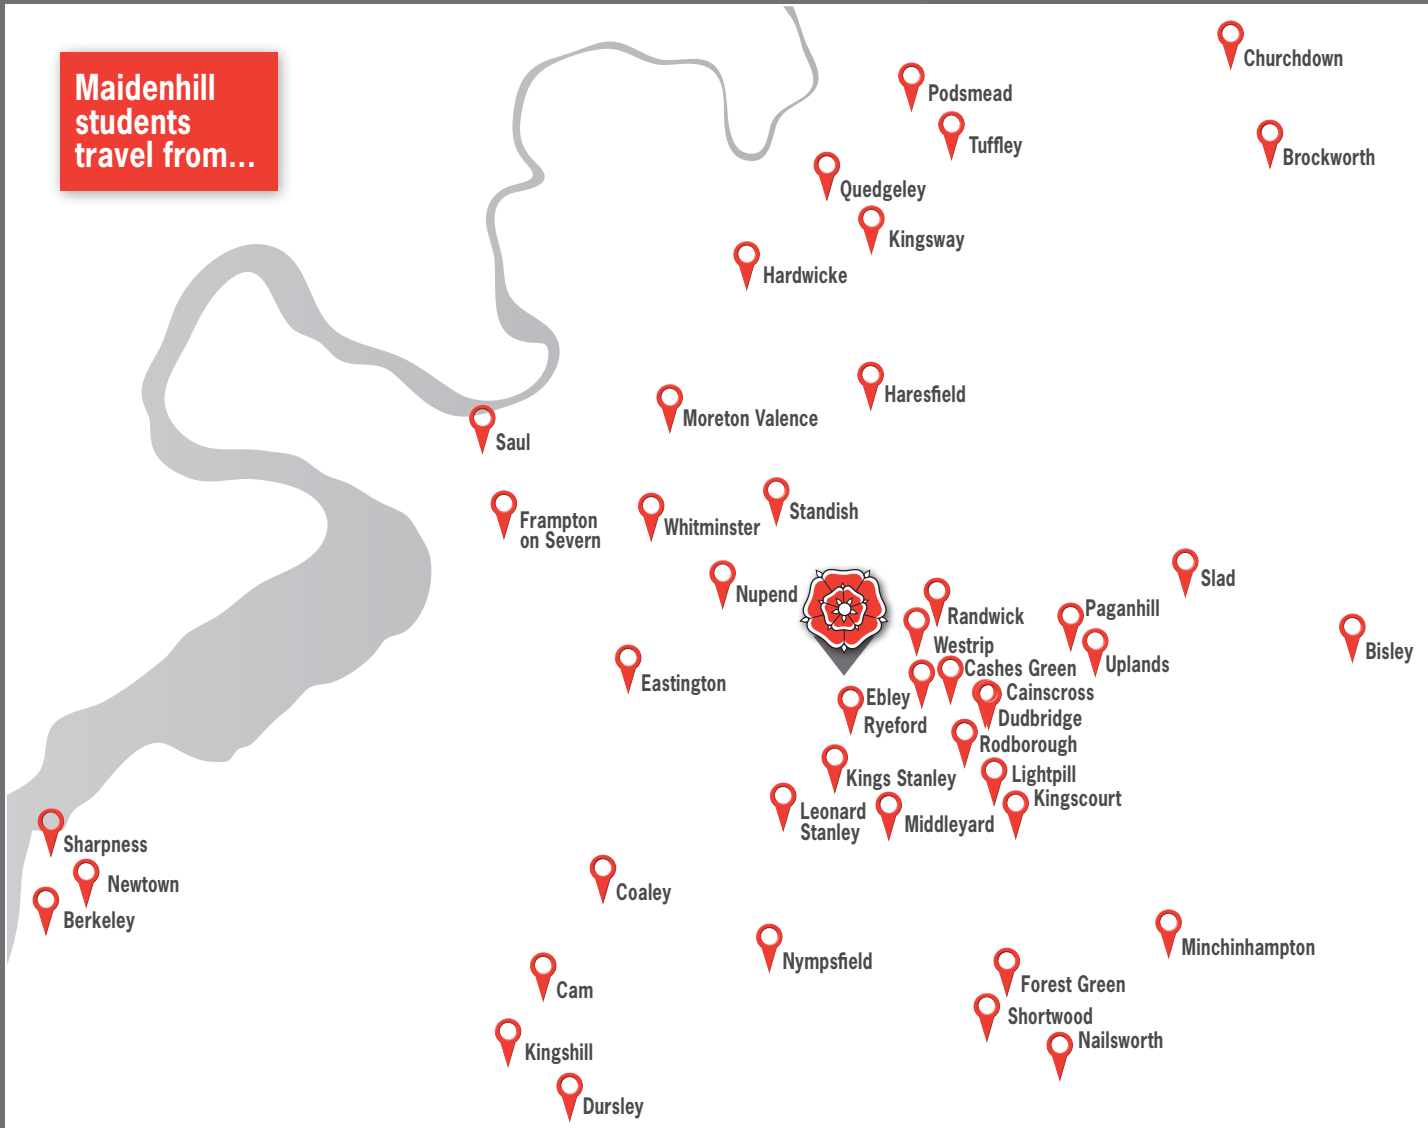 Maidenhill
students
travel from...
Churchdown
Podsmead
Tuffley
Brockworth
Quedgeley
Kingsway
Hardwicke
Haresfield
Moreton Valence
Saul
Standish
Frampton
on Severn
Whitminster
Slad
Nupend
Paganhill
Randwick
Westrip
Bisley
Uplands
Cashes Green
Eastington
Cainscross
Ebley
Dudbridge
Ryeford
Rodborough
Lightpill
Kings Stanley
Kingscourt
Leonard
Stanley
Middleyard
Sharpness
Newtown
Coaley
Berkeley
Minchinhampton
Nympsfield
Forest Green
Cam
Shortwood
Nailsworth
Kingshill
Dursley